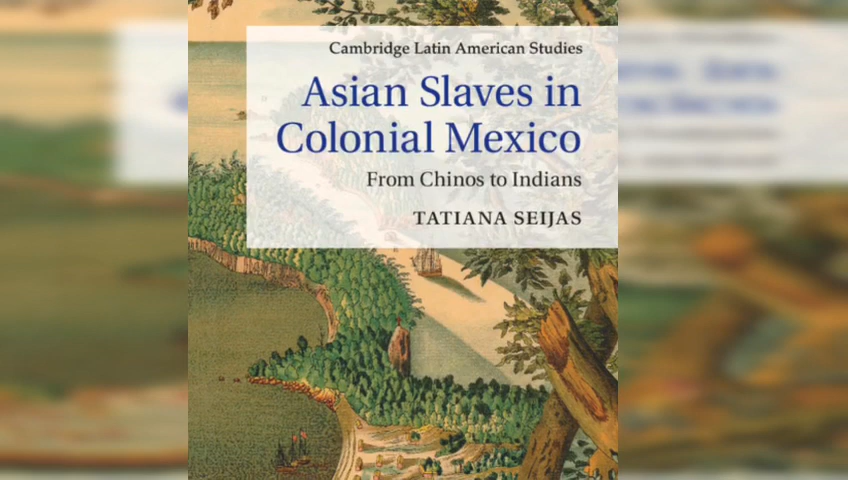 Cambridge Latin American Studies
Asian Slaves in
Colonial Mexico
From Chinos to Indians
TATIANA SEIJAS